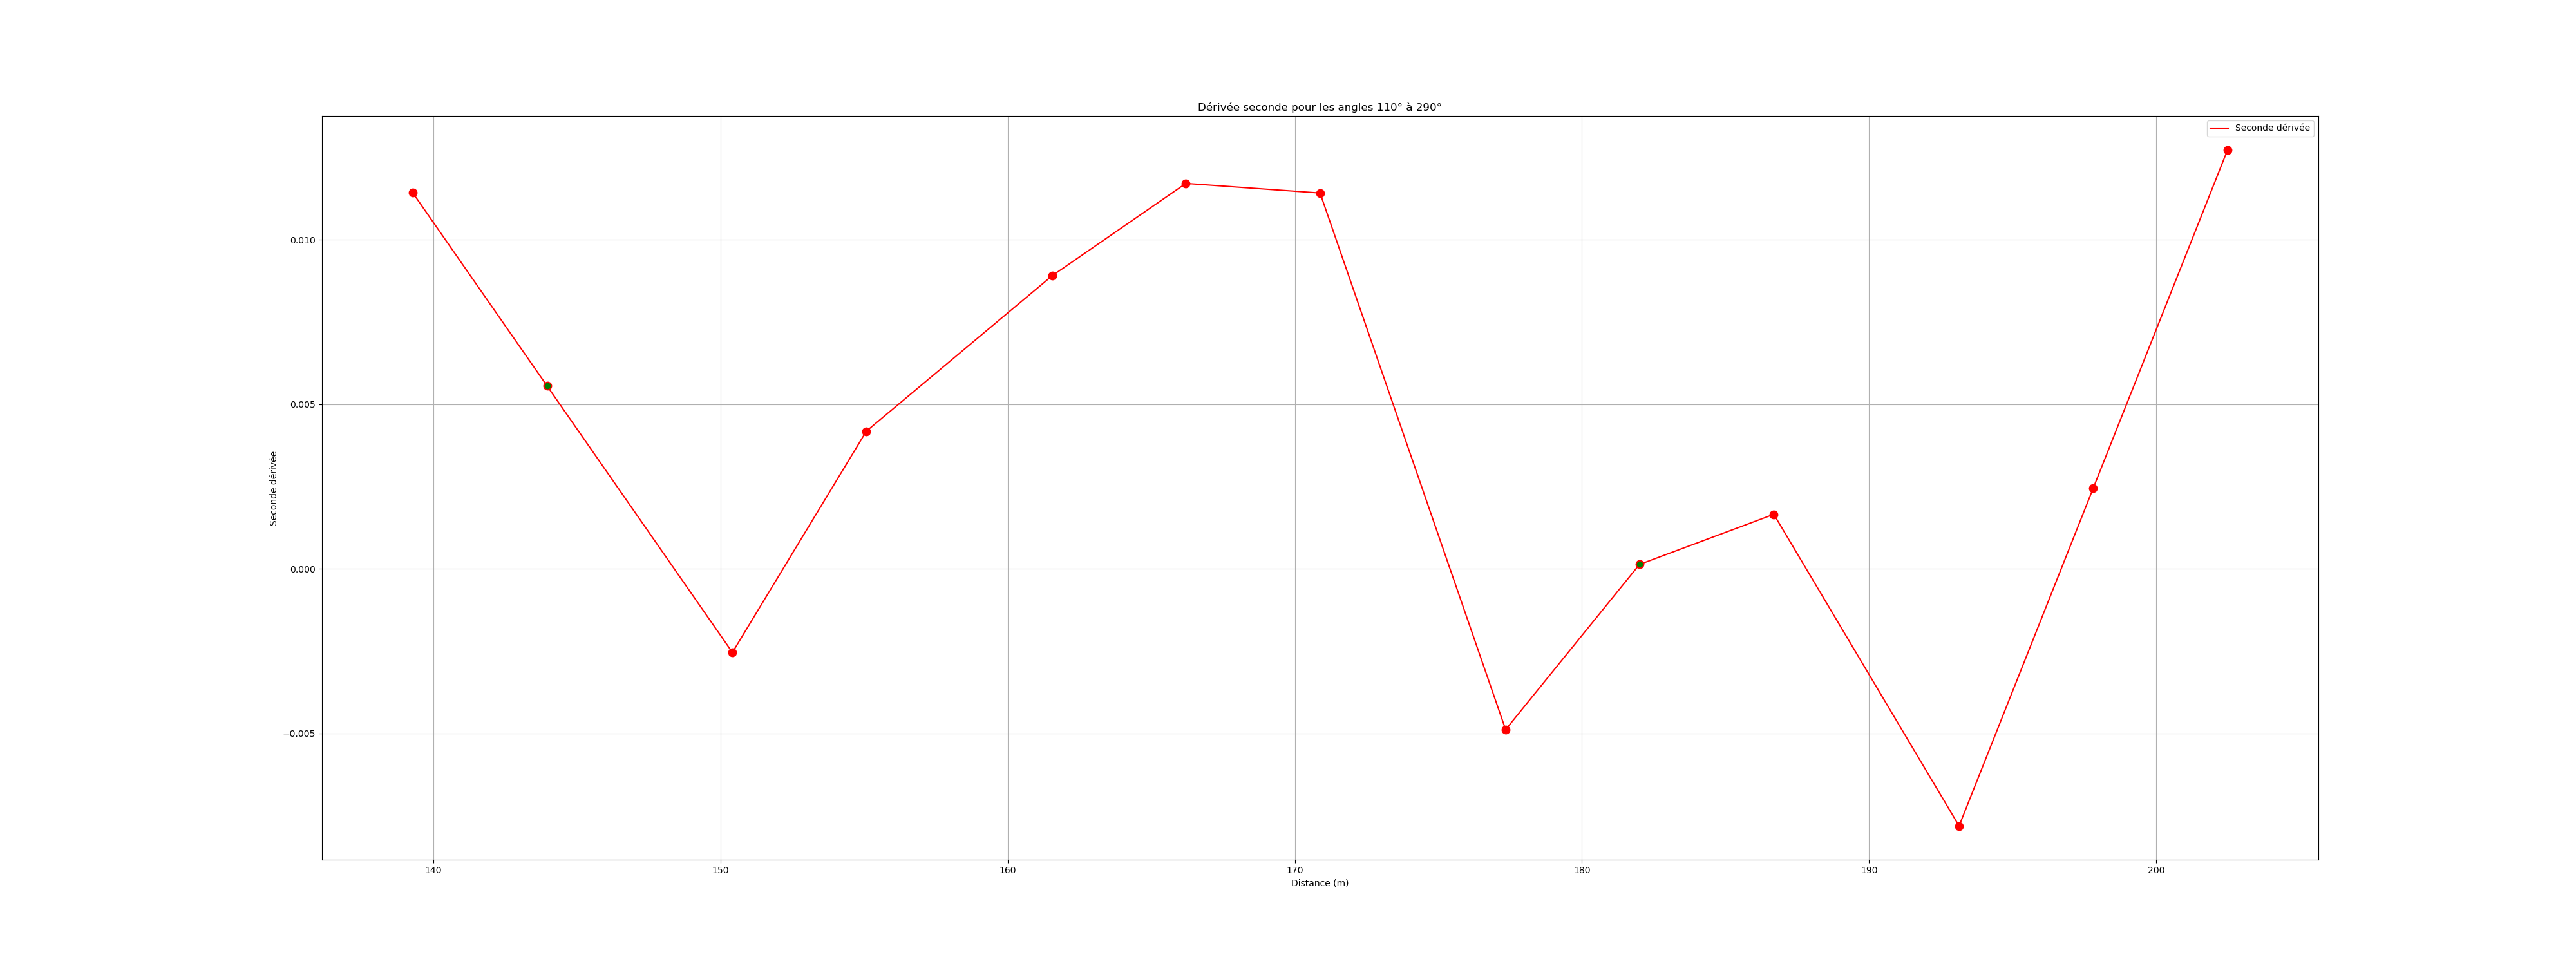 Dérivée seconde pour les angles 110° à 290°
Seconde dérivée
0.010
0.005
0.000
−0.005
Seconde dérivée
140 150 160 170 180 190 200
Distance (m)